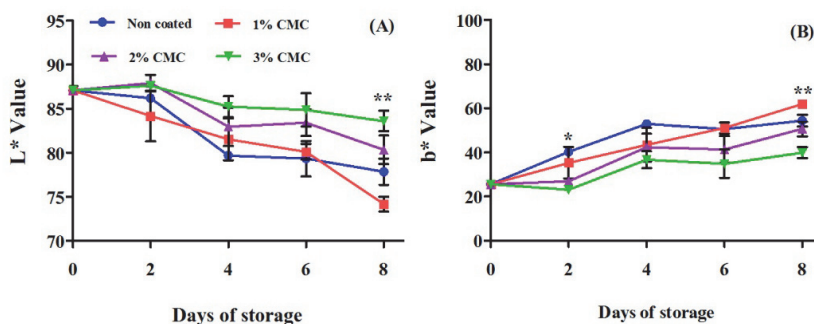 95
90
85
80
75
70
L* Value
Non coated
1% CMC
2% CMC
3% CMC
(A)
**
0 2 4 6 8
Days of storage
100
80
60
40
20
0
b* Value
(B)
*
**
0 2 4 6 8
Days of storage